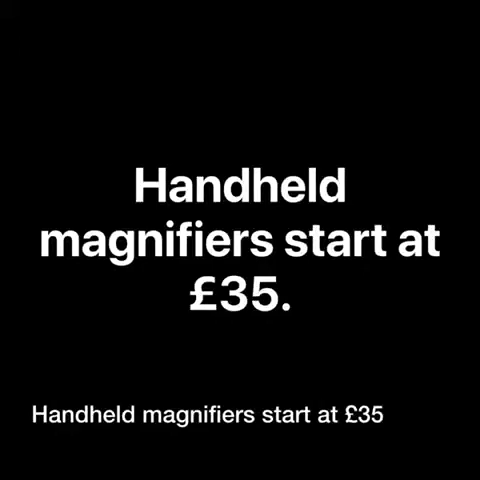 Handheld
magnifiers start at
£35.
Handheld magnifiers start at £35